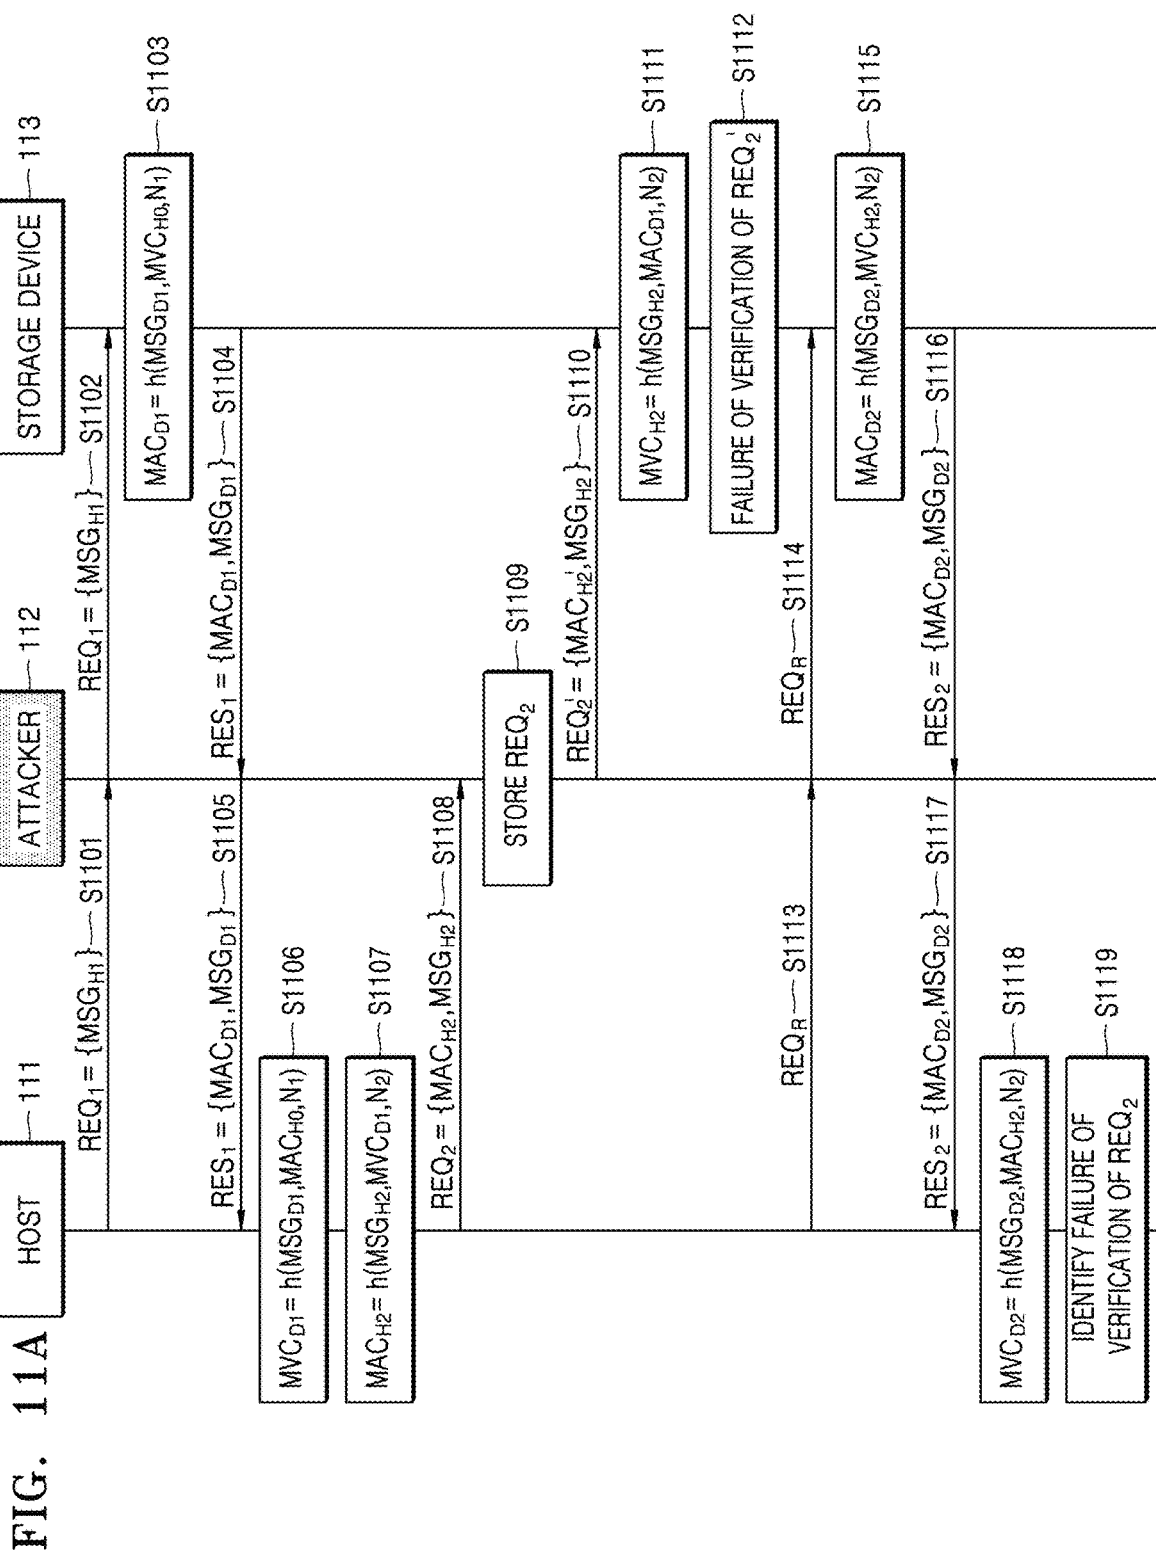 FIG. 11A
HOST
111
ATTACKER
112
STORAGE DEVICE
113
REQ1 = {MSGH1}
S1101
REQ1 = {MSGH1}
S1102
MACD1= h(MSGD1,MVCH0,N1)
S1103
RES1 = {MACD1,MSGD1}
S1104
RES1 = {MACD1,MSGD1}
S1105
MVCD1= h(MSGD1,MACH0,N1)
S1106
MACH2= h(MSGH2,MVCD1,N2)
S1107
REQ2 = {MACH2,MSGH2}
S1108
STORE REQ2
S1109
REQ2' = {MACH2',MSGH2}
S1110
MVCH2= h(MSGH2,MACD1,N2)
S1111
FAILURE OF VERIFICATION OF REQ2'
S1112
REQR
S1113
REQR
S1114
MACD2= h(MSGD2,MVCH2,N2)
S1115
RES2 = {MACD2,MSGD2}
S1116
RES2 = {MACD2,MSGD2}
S1117
MVCD2= h(MSGD2,MACH2,N2)
S1118
IDENTIFY FAILURE OF
VERIFICATION OF REQ2
S1119